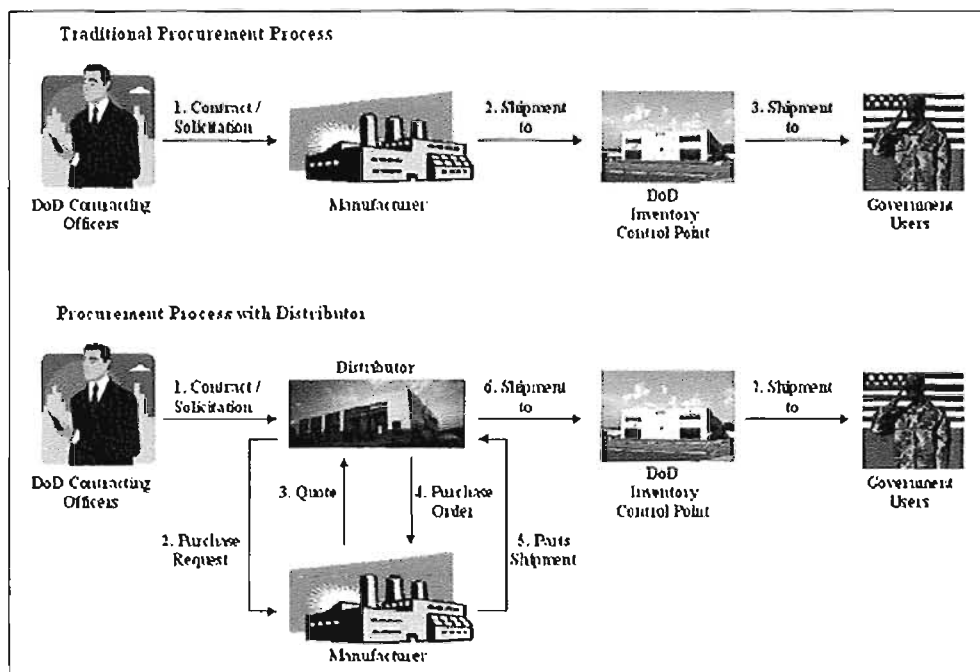 Traditional Procurement Process
1. Contract /
Solicitation
2. Shipment
to
3. Shipment
to
DoD Contracting
Officers
Manufacturer
DoD
Inventory
Control Point
Government
Users
Procurement Process with Distributor
Distributor
1. Contract /
Solicitation
6. Shipment
to
7. Shipment
to
DoD Contracting
Officers
3. Quote
4. Purchase
Order
DoD
Inventory
Control Point
Government
Users
2. Purchase
Request
5. Parts
Shipment
Manufacturer